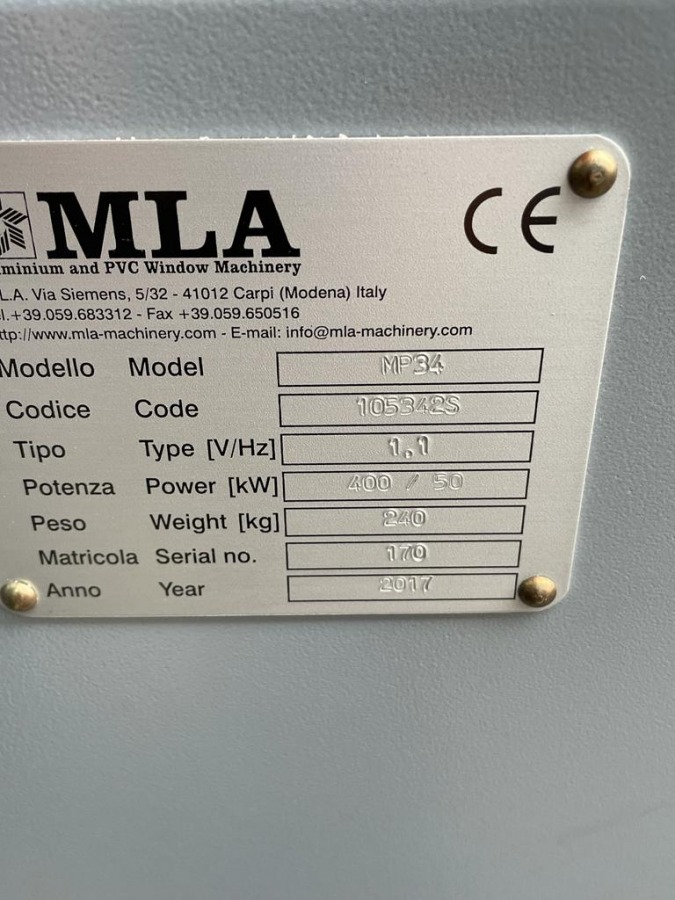 MLA
minium and PVC Window Machinery
L.A. Via Siemens, 5/32 - 41012 Carpi (Modena) Italy
l.+39.059.683312 - Fax +39.059.650516
ttp://www.mla-machinery.com - E-mail: info@mla-machinery.com
CE
Modello Model MP34
Codice Code 105342S
Tipo Type [V/Hz] 1,1
Potenza Power [kW] 400 / 50
Peso Weight [kg] 240
Matricola Serial no. 170
Anno Year 2017